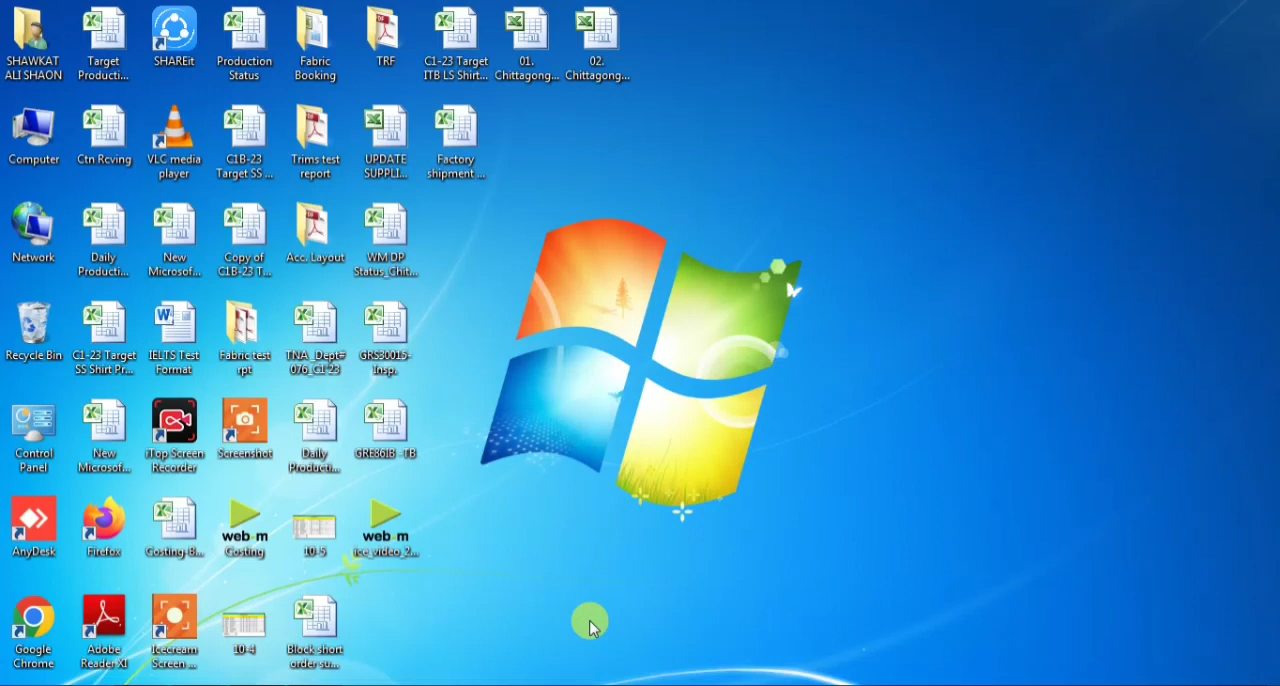 SHAWKAT
ALI SHAON
Target
Producti...
SHAREit
Production
Status
Fabric
Booking
TRF
C1-23 Target
ITB LS Shirt...
01.
Chittagong...
02.
Chittagong...
Computer
Ctn Rcving
VLC media
player
C1B-23
Target SS ...
Trims test
report
UPDATE
SUPPLI...
Factory
shipment ...
Network
Daily
Producti...
New
Microsof...
Copy of
C1B-23 T...
Acc. Layout
WM DP
Status_Chit...
Recycle Bin
C1-23 Target
SS Shirt Pr...
IELTS Test
Format
Fabric test
rpt
TNA _Dept#
076_C1-23
GRS30015-
Insp.
Control
Panel
New
Microsof...
iTop Screen
Recorder
Screenshot
Daily
Producti...
GRE86IB -TB
AnyDesk
Firefox
Costing-B...
web-m
Costing
10-5
web-m
ice_video_2...
Google
Chrome
Adobe
Reader XI
Icecream
Screen ...
10-4
Block short
order su...